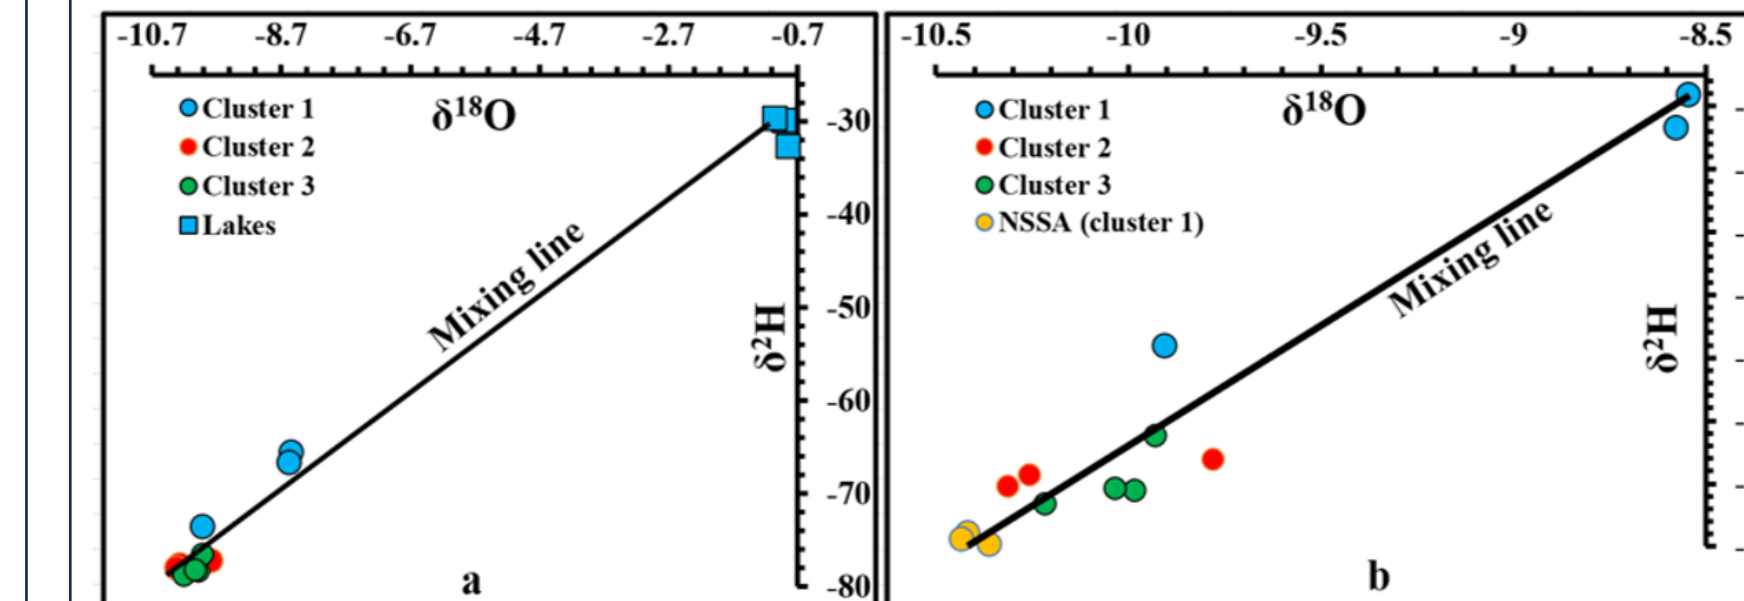 -10.7 -8.7 -6.7 -4.7 -2.7 -0.7
δ¹⁸O
Cluster 1
Cluster 2
Cluster 3
Lakes
Mixing line
δ²H
-30
-40
-50
-60
-70
-80
a
-10.5 -10 -9.5 -9 -8.5
δ¹⁸O
Cluster 1
Cluster 2
Cluster 3
NSSA (cluster 1)
Mixing line
δ²H
b